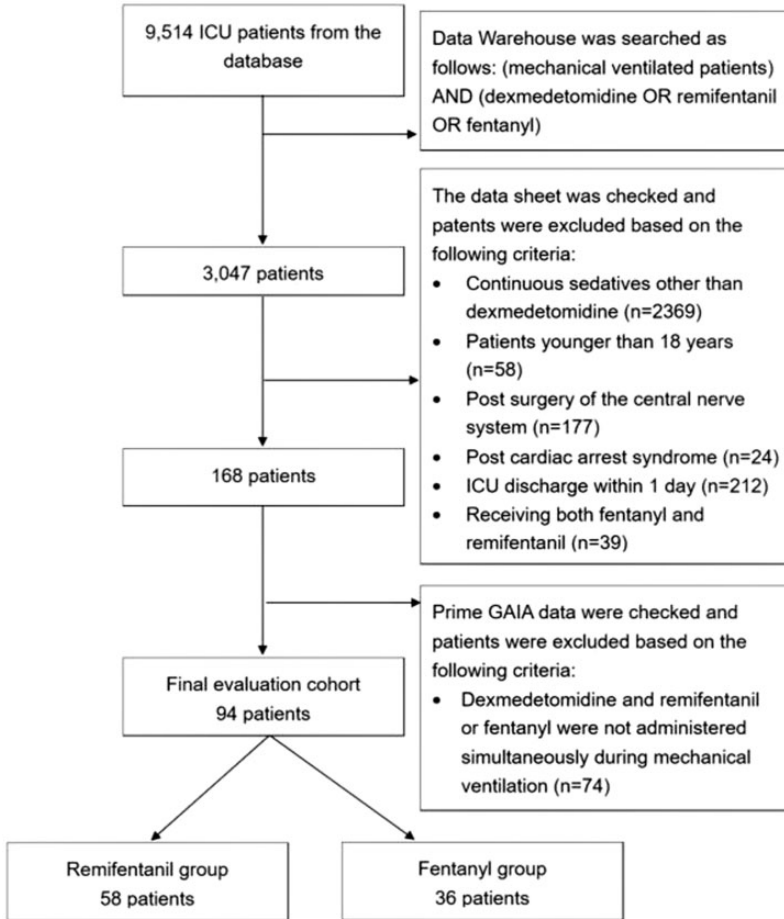 9,514 ICU patients from the
database
Data Warehouse was searched as
follows: (mechanical ventilated patients)
AND (dexmedetomidine OR remifentanil
OR fentanyl)
3,047 patients
The data sheet was checked and
patents were excluded based on the
following criteria:
• Continuous sedatives other than
dexmedetomidine (n=2369)
• Patients younger than 18 years
(n=58)
• Post surgery of the central nerve
system (n=177)
• Post cardiac arrest syndrome (n=24)
• ICU discharge within 1 day (n=212)
• Receiving both fentanyl and
remifentanil (n=39)
168 patients
Prime GAIA data were checked and
patients were excluded based on the
following criteria:
• Dexmedetomidine and remifentanil
or fentanyl were not administered
simultaneously during mechanical
ventilation (n=74)
Final evaluation cohort
94 patients
Remifentanil group
58 patients
Fentanyl group
36 patients